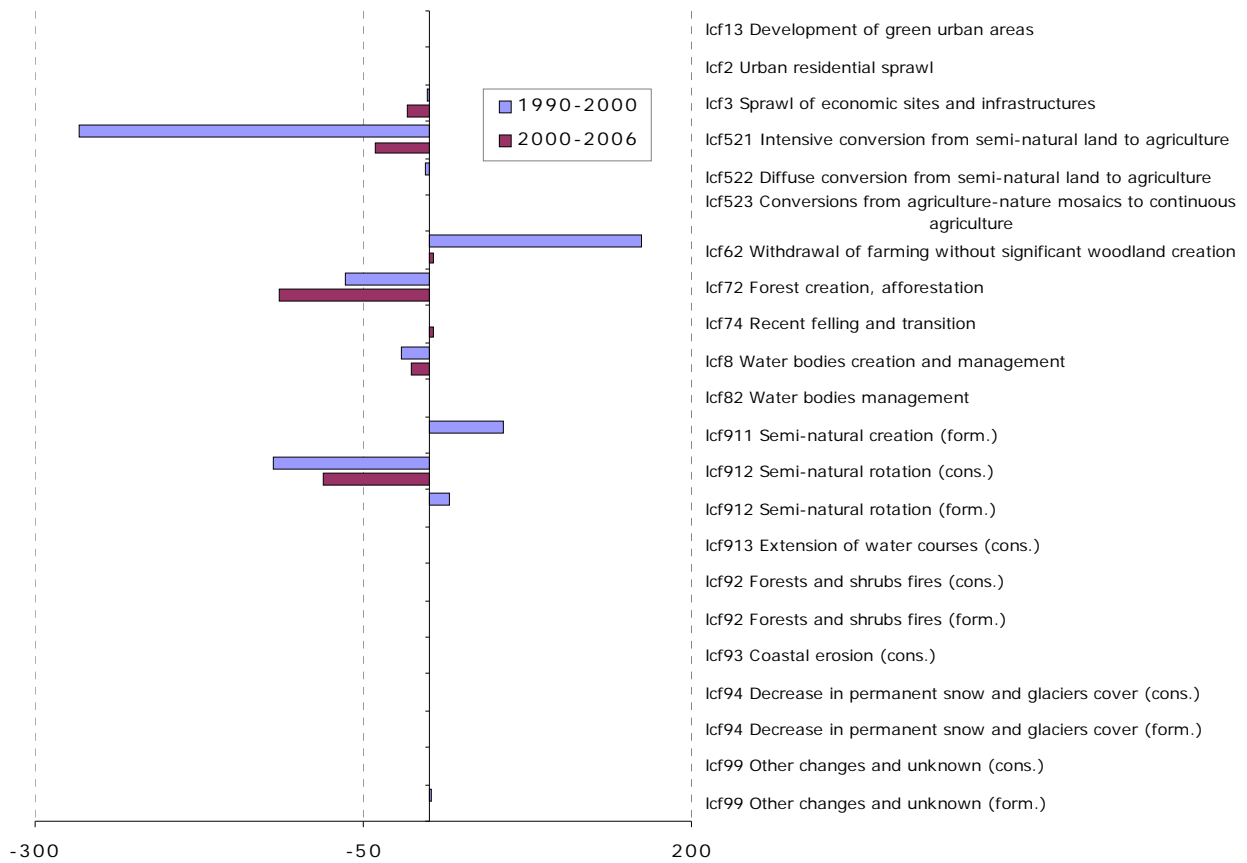 lcf13 Development of green urban areas
lcf2 Urban residential sprawl
1990-2000
2000-2006
lcf3 Sprawl of economic sites and infrastructures
lcf521 Intensive conversion from semi-natural land to agriculture
lcf522 Diffuse conversion from semi-natural land to agriculture
lcf523 Conversions from agriculture-nature mosaics to continuous
agriculture
lcf62 Withdrawal of farming without significant woodland creation
lcf72 Forest creation, afforestation
lcf74 Recent felling and transition
lcf8 Water bodies creation and management
lcf82 Water bodies management
lcf911 Semi-natural creation (form.)
lcf912 Semi-natural rotation (cons.)
lcf912 Semi-natural rotation (form.)
lcf913 Extension of water courses (cons.)
lcf92 Forests and shrubs fires (cons.)
lcf92 Forests and shrubs fires (form.)
lcf93 Coastal erosion (cons.)
lcf94 Decrease in permanent snow and glaciers cover (cons.)
lcf94 Decrease in permanent snow and glaciers cover (form.)
lcf99 Other changes and unknown (cons.)
lcf99 Other changes and unknown (form.)
-300 -50 200